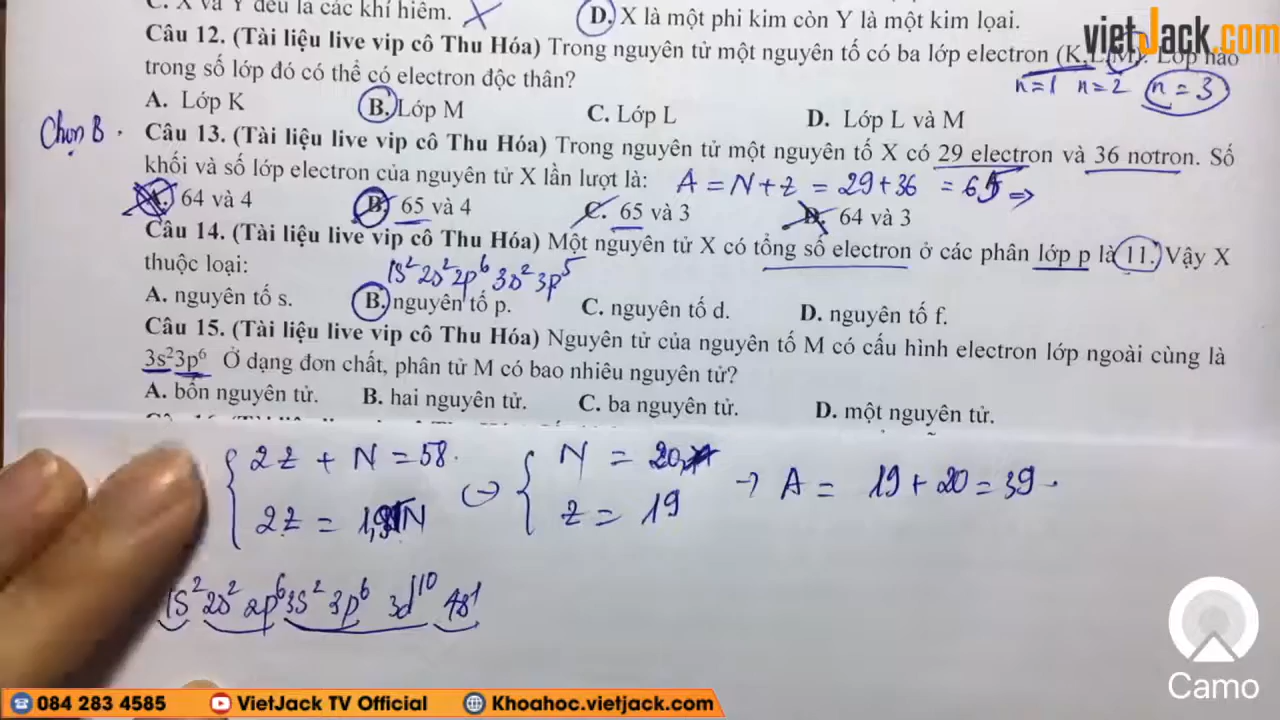 C. X và Y đều là các khí hiếm. D. X là một phi kim còn Y là một kim loại.
vietJack.com
Câu 12. (Tài liệu live vip cô Thu Hóa) Trong nguyên tử một nguyên tố có ba lớp electron (K,L,M). Lớp nào
trong số lớp đó có thể có electron độc thân?
n=1 n=2 n=3
A. Lớp K B. Lớp M C. Lớp L D. Lớp L và M
Chọn B.
Câu 13. (Tài liệu live vip cô Thu Hóa) Trong nguyên tử một nguyên tố X có 29 electron và 36 nơtron. Số
khối và số lớp electron của nguyên tử X lần lượt là: A = N + Z = 29+36 = 65 =>
64 và 4 B. 65 và 4 C. 65 và 3 D. 64 và 3
Câu 14. (Tài liệu live vip cô Thu Hóa) Một nguyên tử X có tổng số electron ở các phân lớp p là 11. Vậy X
thuộc loại: 1s² 2s² 2p⁶ 3s² 3p⁵
A. nguyên tố s. B. nguyên tố p. C. nguyên tố d. D. nguyên tố f.
Câu 15. (Tài liệu live vip cô Thu Hóa) Nguyên tử của nguyên tố M có cấu hình electron lớp ngoài cùng là
3s²3p⁶ Ở dạng đơn chất, phân tử M có bao nhiêu nguyên tử?
A. bốn nguyên tử. B. hai nguyên tử. C. ba nguyên tử. D. một nguyên tử.
2Z + N = 58. N = 20 → A = 19 + 20 = 39.
2Z = N Z = 19
1s² 2s² 2p⁶ 3s² 3p⁶ 3d¹⁰ 4s¹
Camo
084 283 4585 VietJack TV Official Khoahoc.vietjack.com